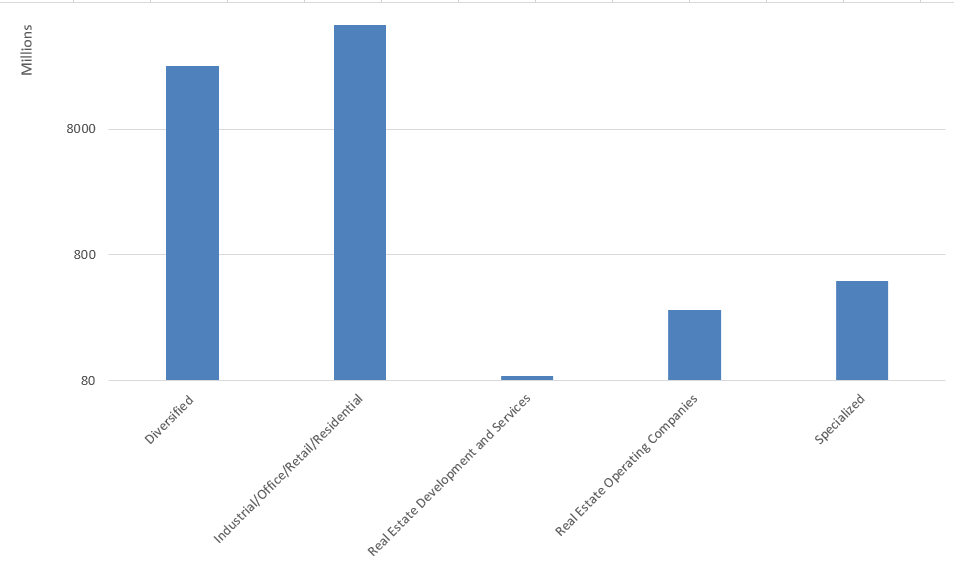 Millions
8000
800
80
Diversified
Industrial/Office/Retail/Residential
Real Estate Development and Services
Real Estate Operating Companies
Specialized